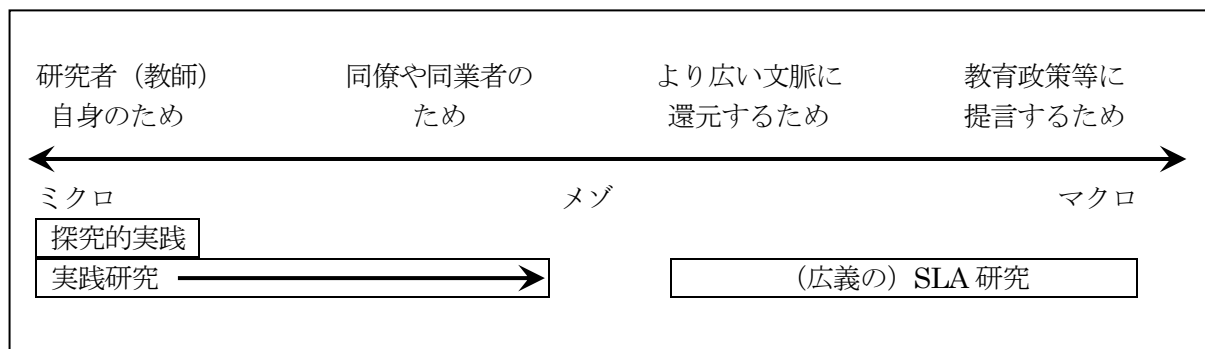 研究者（教師） 同僚や同業者の より広い文脈に 教育政策等に
自身のため ため 還元するため 提言するため
ミクロ メゾ マクロ
探究的実践
実践研究 （広義の）SLA 研究